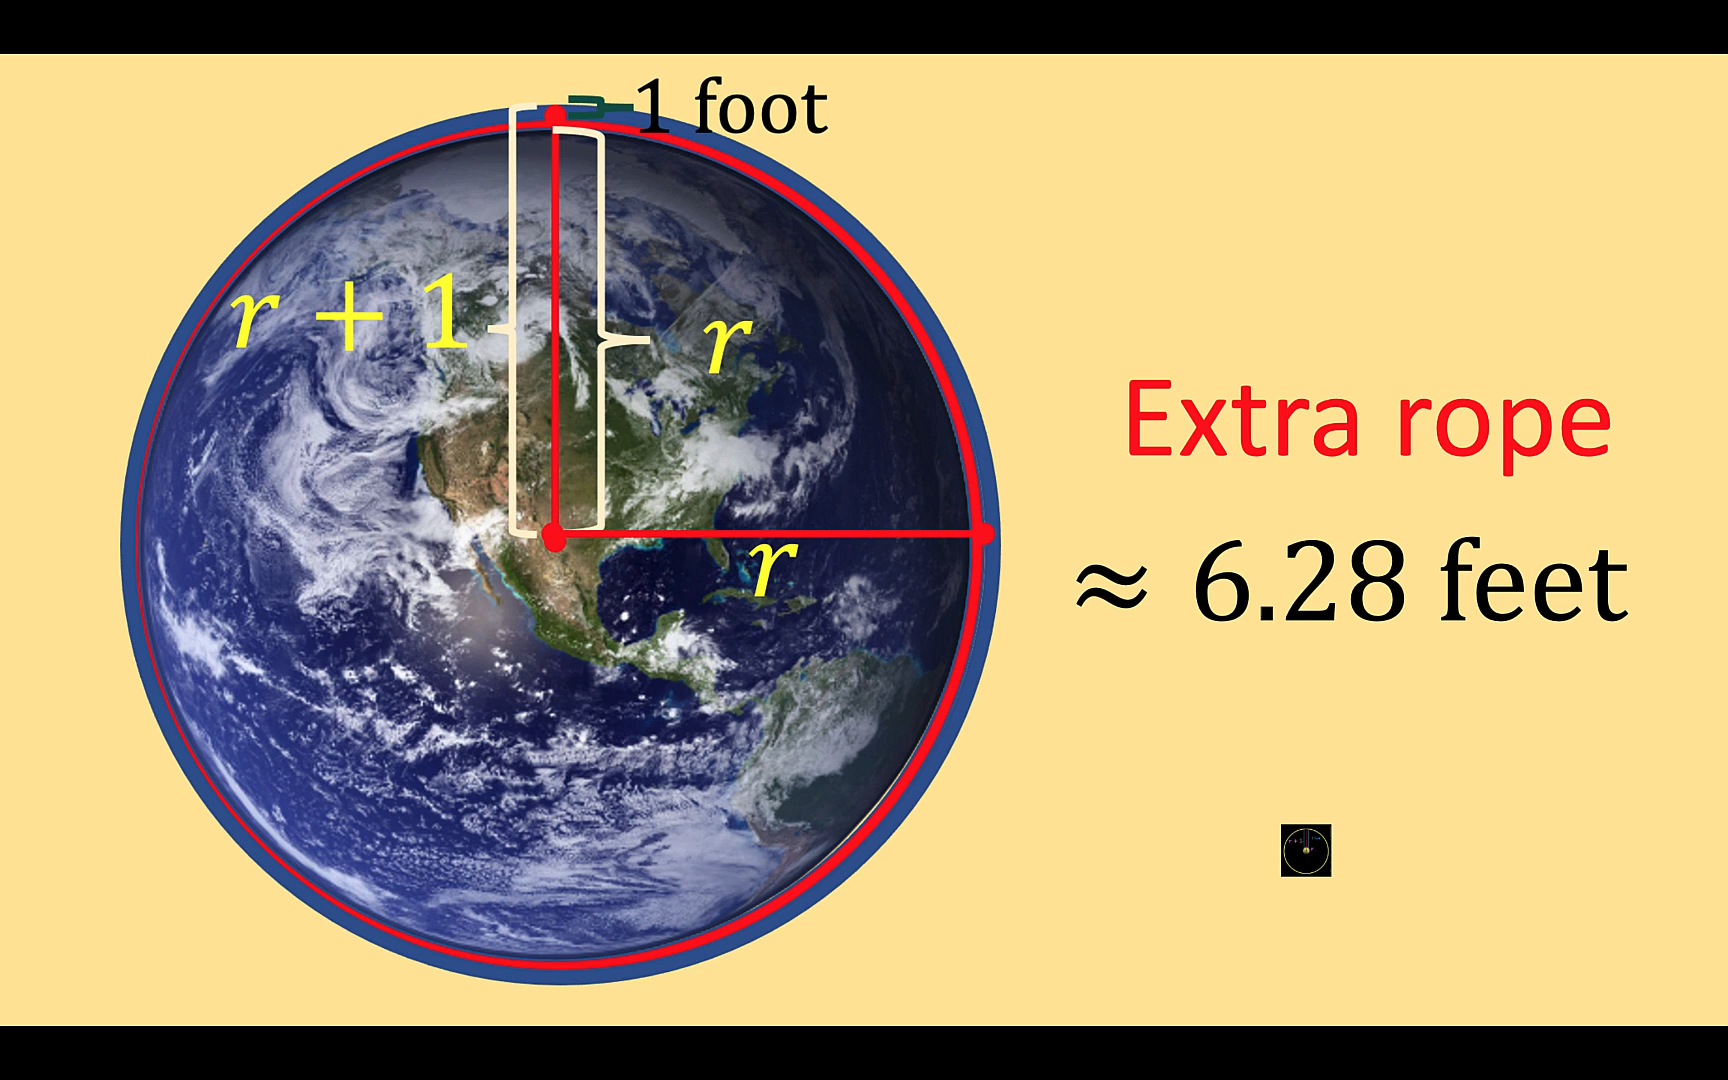 1 foot
r + 1
r
r
Extra rope
≈ 6.28 feet